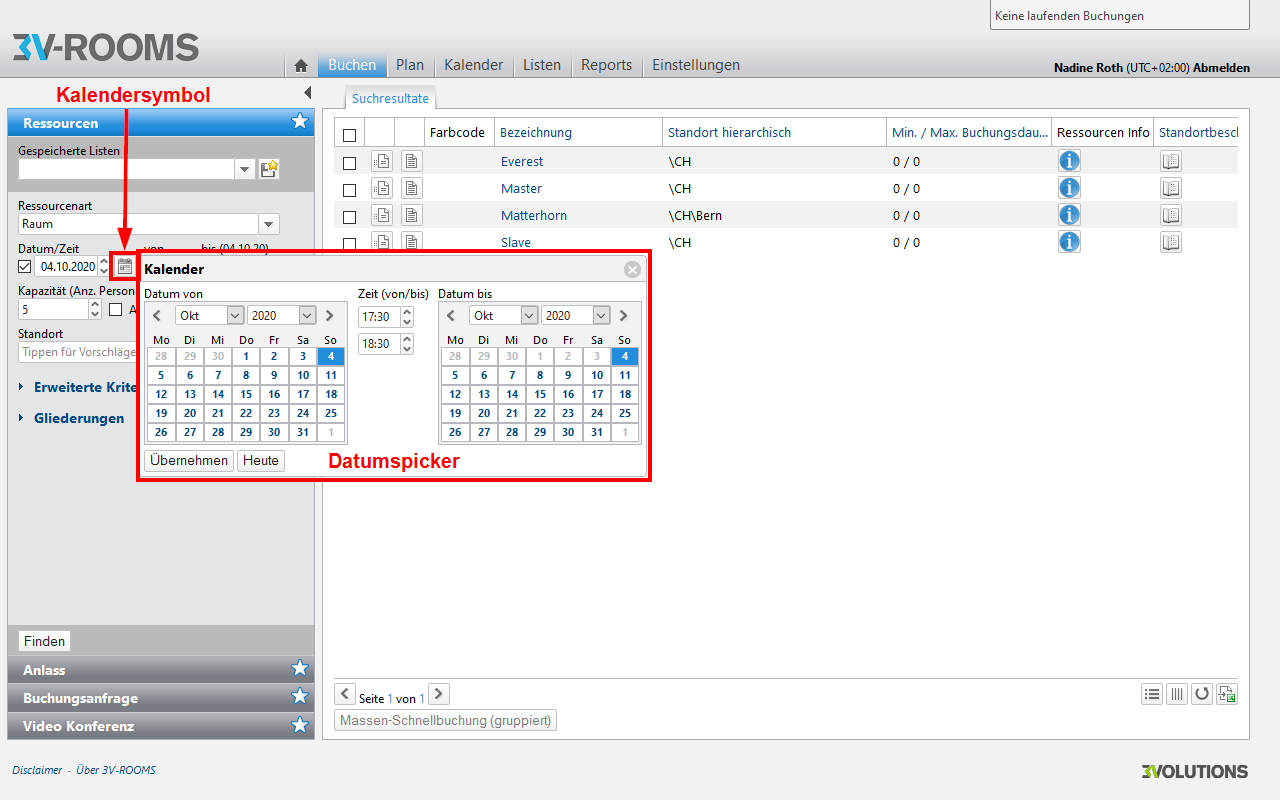 Keine laufenden Buchungen
3V-ROOMS
Buchen Plan Kalender Listen Reports Einstellungen
Nadine Roth (UTC+02:00) Abmelden
Kalendersymbol
Suchresultate
Ressourcen
Gespeicherte Listen
Ressourcenart
Raum
Datum/Zeit von bis (04.10.20)
04.10.2020
Kapazität (Anz. Persone
5 A
Standort
Tippen für Vorschläge
Erweiterte Krite
Gliederungen
Finden
Anlass
Buchungsanfrage
Video Konferenz
Farbcode Bezeichnung Standort hierarchisch Min. / Max. Buchungsdau... Ressourcen Info Standortbesch
Everest \CH 0 / 0
Master \CH 0 / 0
Matterhorn \CH\Bern 0 / 0
Slave \CH 0 / 0
Kalender
Datum von Zeit (von/bis) Datum bis
Okt 2020
Mo Di Mi Do Fr Sa So
28 29 30 1 2 3 4
5 6 7 8 9 10 11
12 13 14 15 16 17 18
19 20 21 22 23 24 25
26 27 28 29 30 31 1
17:30
18:30
Okt 2020
Mo Di Mi Do Fr Sa So
28 29 30 1 2 3 4
5 6 7 8 9 10 11
12 13 14 15 16 17 18
19 20 21 22 23 24 25
26 27 28 29 30 31 1
Übernehmen Heute
Datumspicker
Seite 1 von 1
Massen-Schnellbuchung (gruppiert)
Disclaimer - Über 3V-ROOMS
3VOLUTIONS